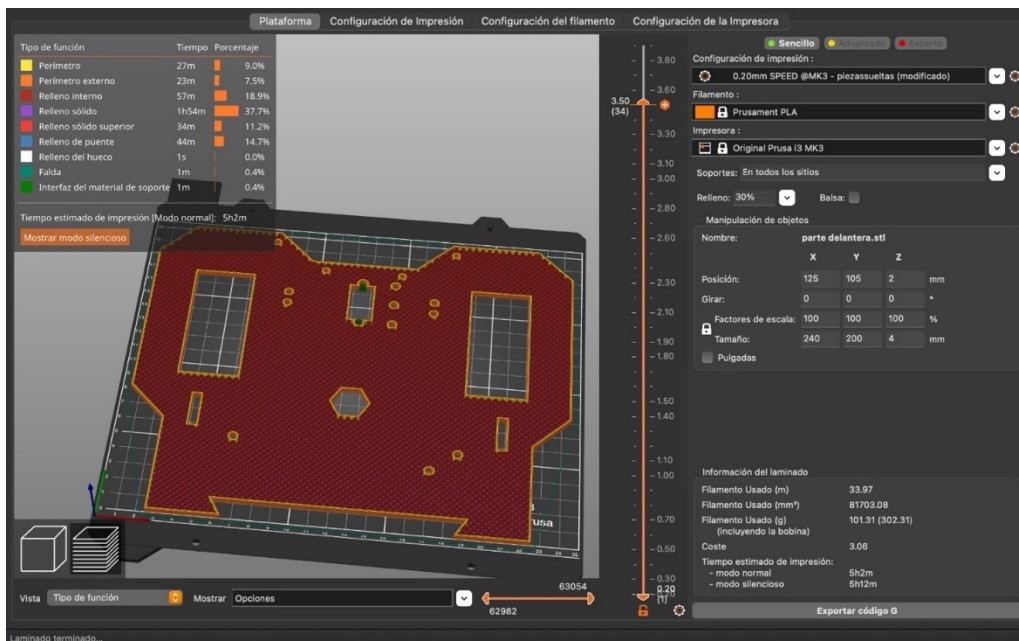 Plataforma Configuración de Impresión Configuración del filamento Configuración de la Impresora
Tipo de función Tiempo Porcentaje
Perímetro 27m 9.0%
Perímetro externo 23m 7.5%
Relleno interno 57m 18.9%
Relleno sólido 1h54m 37.7%
Relleno sólido superior 34m 11.2%
Relleno de puente 44m 14.7%
Relleno del hueco 1s 0.0%
Falda 1m 0.4%
Interfaz del material de soporte 1m 0.4%
Tiempo estimado de impresión [Modo normal]: 5h2m
Mostrar modo silencioso
3.50
(34)
3.80
3.60
3.30
3.10
3.00
2.80
2.60
2.30
2.10
1.90
1.80
1.50
1.40
1.10
1.00
0.70
0.50
0.30
0.20
(1)
Sencillo Avanzado Experto
Configuración de impresión :
0.20mm SPEED @MK3 - piezassueltas (modificado)
Filamento :
Prusament PLA
Impresora :
Original Prusa i3 MK3
Soportes: En todos los sitios
Relleno: 30% Balsa:
Manipulación de objetos
Nombre: parte delantera.stl
X Y Z
Posición: 125 105 2 mm
Girar: 0 0 0 °
Factores de escala: 100 100 100 %
Tamaño: 240 200 4 mm
Pulgadas
Información del laminado
Filamento Usado (m) 33.97
Filamento Usado (mm³) 81703.08
Filamento Usado (g) 101.31 (302.31)
(incluyendo la bobina)
Coste 3.06
Tiempo estimado de impresión:
- modo normal 5h2m
- modo silencioso 5h12m
Exportar código G
Vista Tipo de función Mostrar Opciones
63054
62982
Laminado terminado...